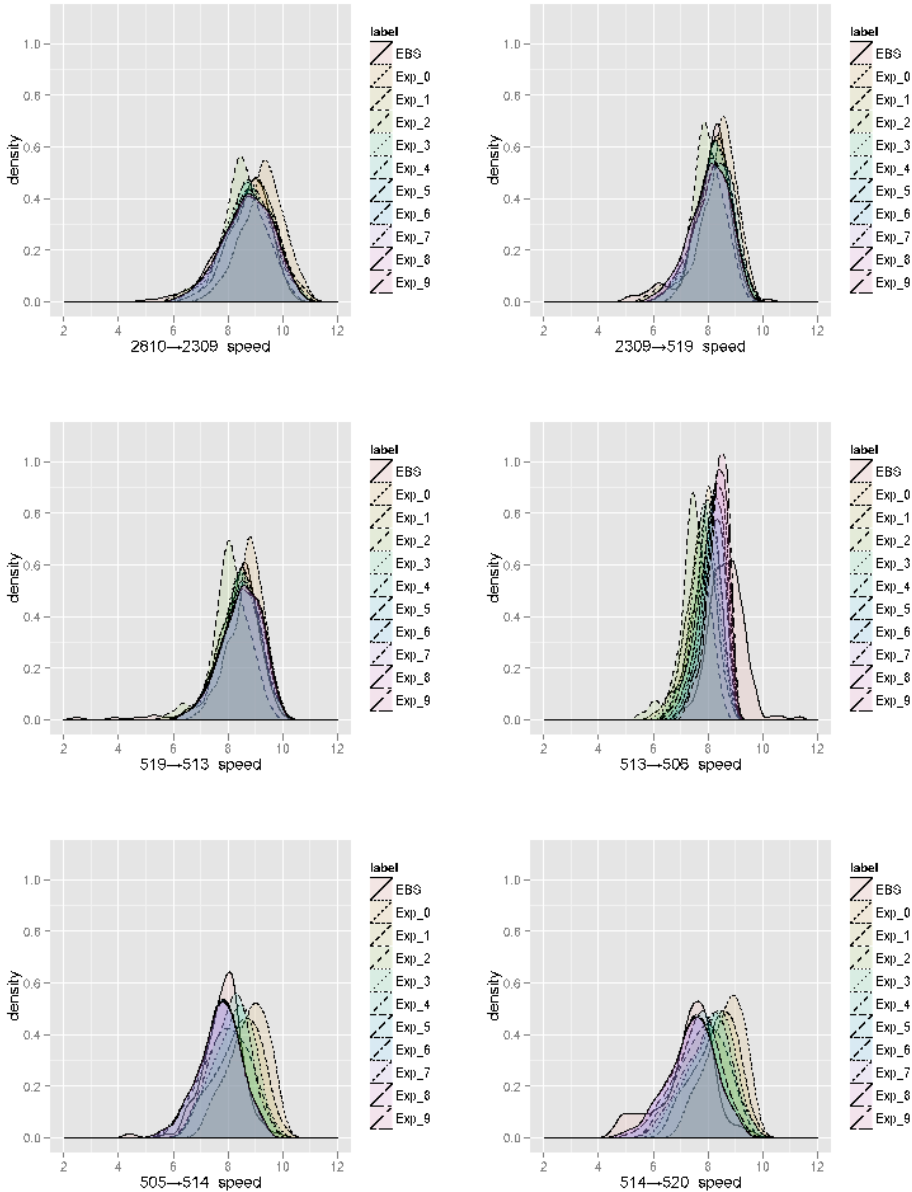 label
EBS
Exp_0
Exp_1
Exp_2
Exp_3
Exp_4
Exp_5
Exp_6
Exp_7
Exp_8
Exp_9
density
1.0
0.8
0.6
0.4
0.2
0.0
2 4 6 8 10 12
2810→2309 speed
label
EBS
Exp_0
Exp_1
Exp_2
Exp_3
Exp_4
Exp_5
Exp_6
Exp_7
Exp_8
Exp_9
density
1.0
0.8
0.6
0.4
0.2
0.0
2 4 6 8 10 12
2309→519 speed
label
EBS
Exp_0
Exp_1
Exp_2
Exp_3
Exp_4
Exp_5
Exp_6
Exp_7
Exp_8
Exp_9
density
1.0
0.8
0.6
0.4
0.2
0.0
2 4 6 8 10 12
519→513 speed
label
EBS
Exp_0
Exp_1
Exp_2
Exp_3
Exp_4
Exp_5
Exp_6
Exp_7
Exp_8
Exp_9
density
1.0
0.8
0.6
0.4
0.2
0.0
2 4 6 8 10 12
513→506 speed
label
EBS
Exp_0
Exp_1
Exp_2
Exp_3
Exp_4
Exp_5
Exp_6
Exp_7
Exp_8
Exp_9
density
1.0
0.8
0.6
0.4
0.2
0.0
2 4 6 8 10 12
505→514 speed
label
EBS
Exp_0
Exp_1
Exp_2
Exp_3
Exp_4
Exp_5
Exp_6
Exp_7
Exp_8
Exp_9
density
1.0
0.8
0.6
0.4
0.2
0.0
2 4 6 8 10 12
514→520 speed